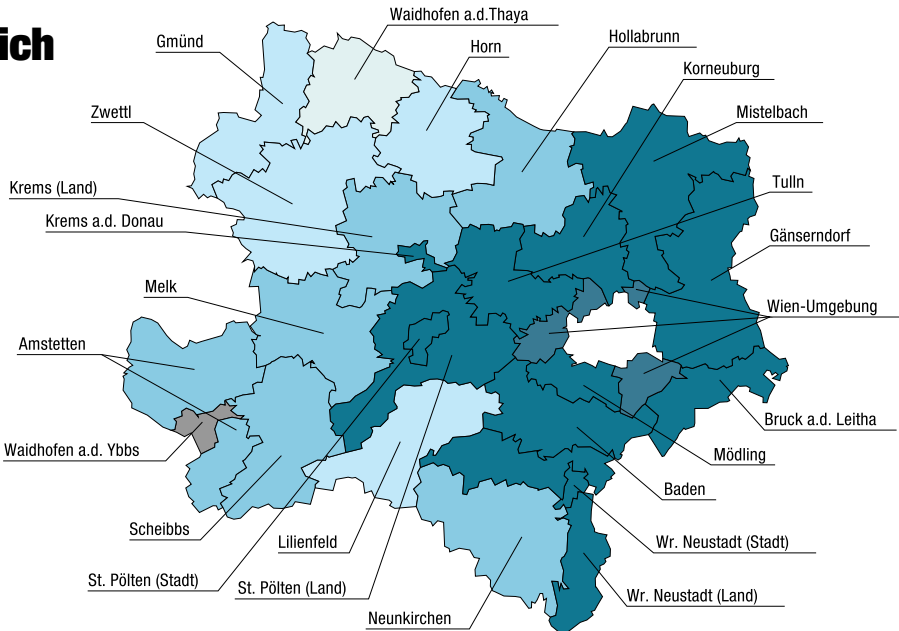 ich
Waidhofen a.d.Thaya
Gmünd
Horn
Hollabrunn
Korneuburg
Zwettl
Mistelbach
Krems (Land)
Tulln
Krems a.d. Donau
Gänserndorf
Melk
Wien-Umgebung
Amstetten
Bruck a.d. Leitha
Waidhofen a.d. Ybbs
Mödling
Baden
Scheibbs
Lilienfeld
Wr. Neustadt (Stadt)
St. Pölten (Stadt)
St. Pölten (Land)
Wr. Neustadt (Land)
Neunkirchen